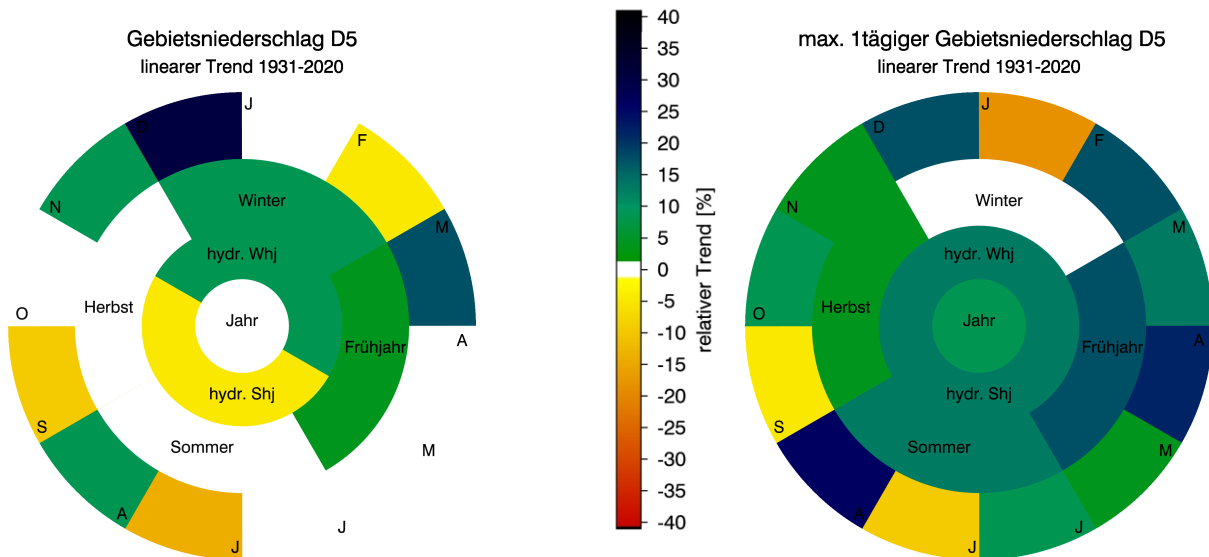 Gebietsniederschlag D5
linearer Trend 1931-2020
J
D
F
N
M
Winter
hydr. Whj
O
Herbst
Jahr
A
Frühjahr
hydr. Shj
S
Sommer
M
A
J
J
40
35
30
25
20
15
10
5
0
-5
-10
-15
-20
-25
-30
-35
-40
relativer Trend [%]
max. 1tägiger Gebietsniederschlag D5
linearer Trend 1931-2020
J
D
F
N
M
Winter
hydr. Whj
O
Herbst
Jahr
A
Frühjahr
hydr. Shj
S
Sommer
M
A
J
J